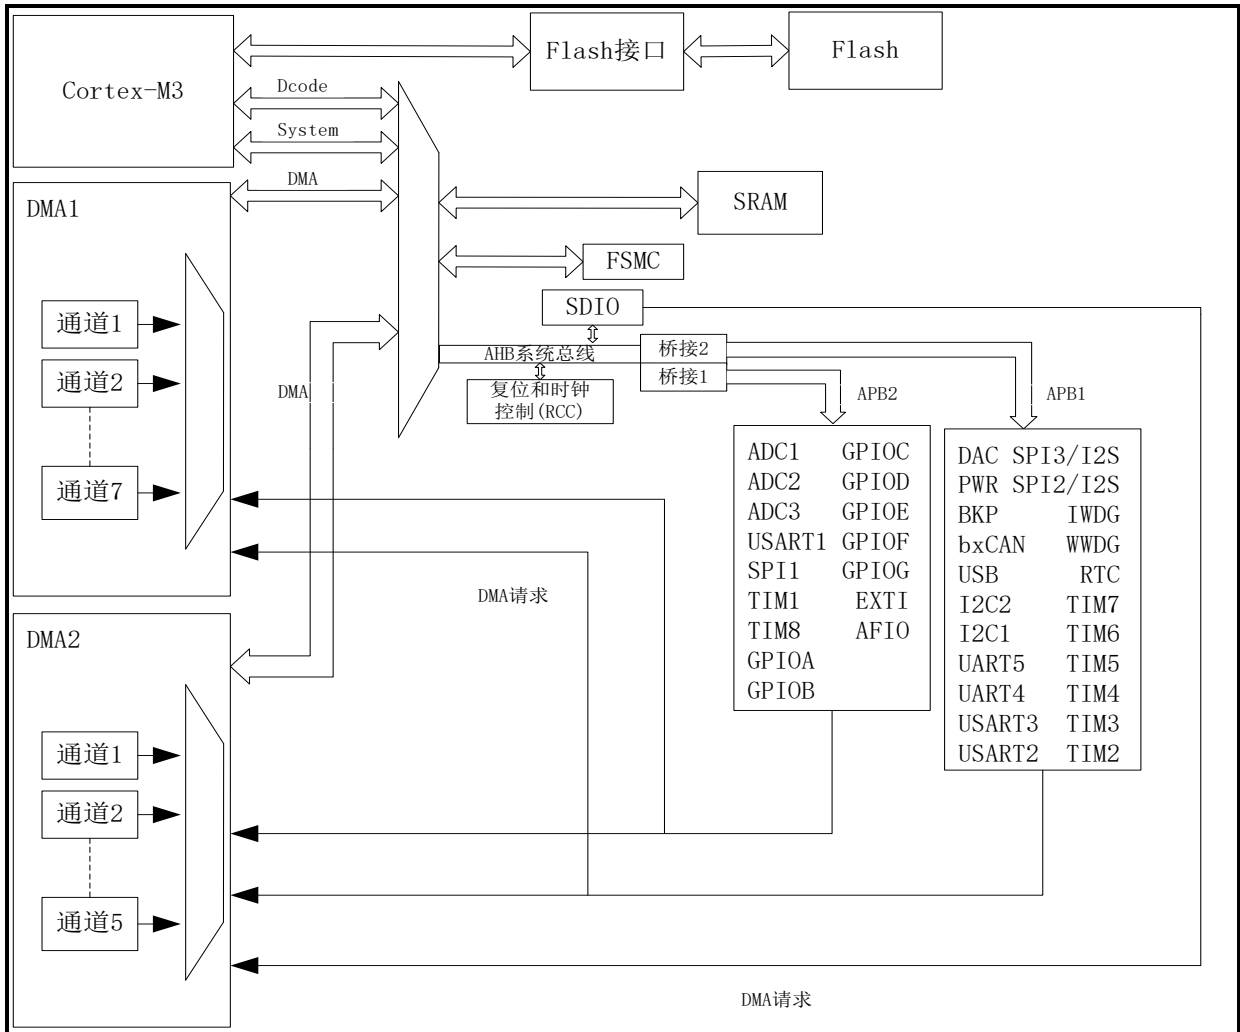 Cortex-M3
Flash接口
Flash
Dcode
System
DMA
DMA1
通道1
通道2
通道7
SRAM
FSMC
SDIO
AHB系统总线
桥接2
桥接1
复位和时钟
控制(RCC)
DMA
APB2
APB1
ADC1 GPIOC
ADC2 GPIOD
ADC3 GPIOE
USART1 GPIOF
SPI1 GPIOG
TIM1 EXTI
TIM8 AFIO
GPIOA
GPIOB
DAC SPI3/I2S
PWR SPI2/I2S
BKP IWDG
bxCAN WWDG
USB RTC
I2C2 TIM7
I2C1 TIM6
UART5 TIM5
UART4 TIM4
USART3 TIM3
USART2 TIM2
DMA请求
DMA2
通道1
通道2
通道5
DMA请求